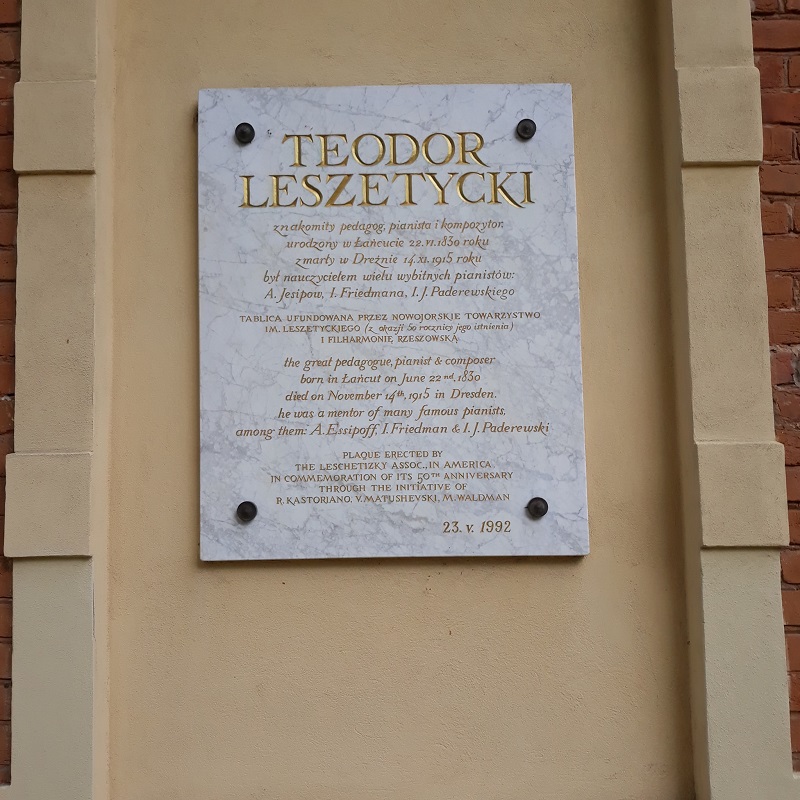 TEODOR
LESZETYCKI
znakomity pedagog, pianista i kompozytor.
urodzony w Łańcucie 22.VI.1830 roku
zmarły w Dreźnie 14.XI.1915 roku
był nauczycielem wielu wybitnych pianistów:
A. Jesipow, I. Friedmana, I. J. Paderewskiego
TABLICA UFUNDOWANA PRZEZ NOWOJORSKIE TOWARZYSTWO
IM. LESZETYCKIEGO (z okazji 50 rocznicy jego istnienia)
I FILHARMONIĘ RZESZOWSKĄ.
the great pedagogue, pianist & composer
born in Łańcut on June 22nd, 1830
died on November 14th, 1915 in Dresden.
he was a mentor of many famous pianists,
among them: A. Essipoff, I. Friedman & I. J. Paderewski
PLAQUE ERECTED BY
THE LESCHETIZKY ASSOC., IN AMERICA
IN COMMEMORATION OF ITS 50TH ANNIVERSARY
THROUGH THE INITIATIVE OF
R. KASTORIANO, V. MATUSHEVSKI, M. WALDMAN
23. V. 1992